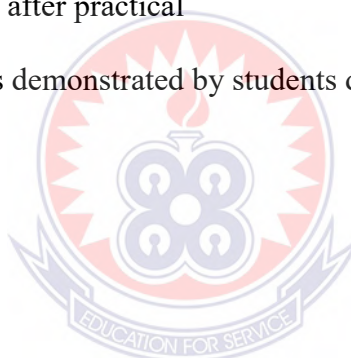 after practical
s demonstrated by students
EDUCATION FOR SERVICE